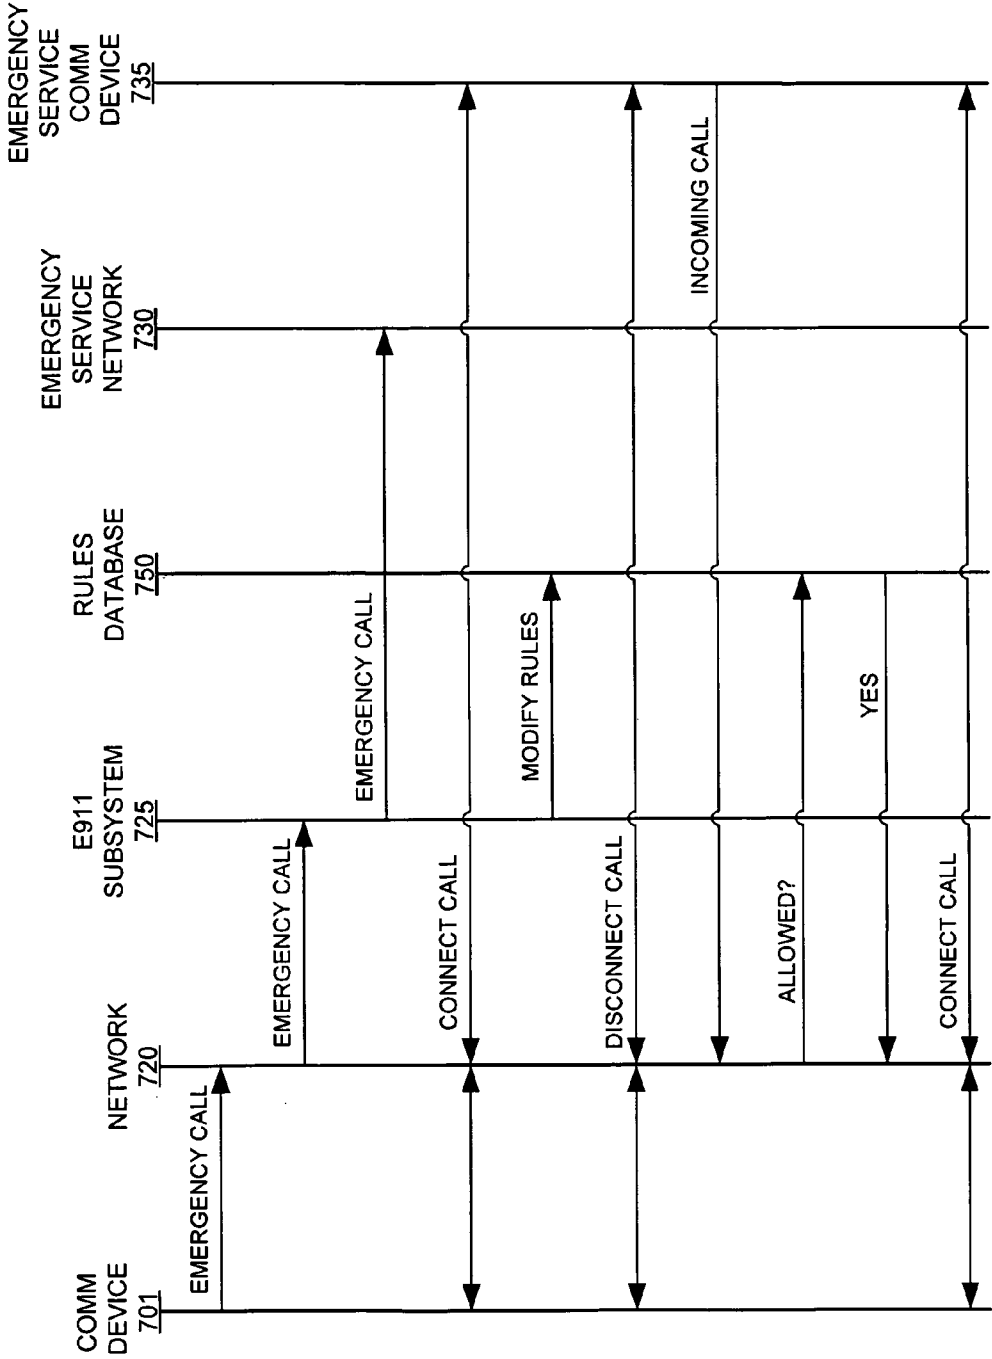 COMM
DEVICE
701
NETWORK
720
E911
SUBSYSTEM
725
RULES
DATABASE
750
EMERGENCY
SERVICE
NETWORK
730
EMERGENCY
SERVICE
COMM
DEVICE
735
EMERGENCY CALL
EMERGENCY CALL
EMERGENCY CALL
CONNECT CALL
MODIFY RULES
DISCONNECT CALL
INCOMING CALL
ALLOWED?
YES
CONNECT CALL